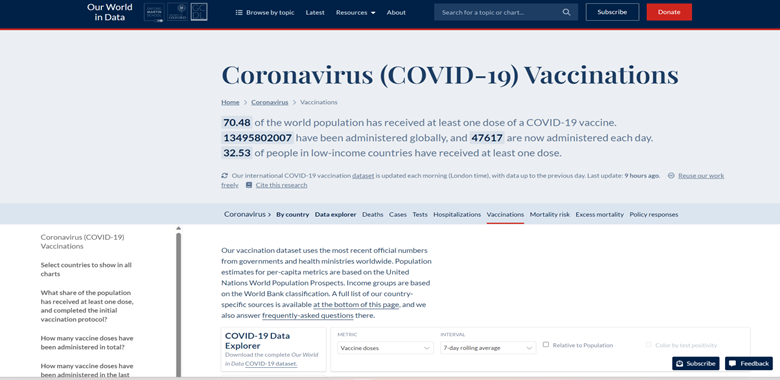 Our World
in Data
Browse by topic
Latest
Resources
About
Search for a topic or chart...
Subscribe
Donate
Coronavirus (COVID-19) Vaccinations
Home > Coronavirus > Vaccinations
70.48 of the world population has received at least one dose of a COVID-19 vaccine.
13495802007 have been administered globally, and 47617 are now administered each day.
32.53 of people in low-income countries have received at least one dose.
Our international COVID-19 vaccination dataset is updated each morning (London time), with data up to the previous day. Last update: 9 hours ago. Reuse our work
freely Cite this research
Coronavirus > By country Data explorer Deaths Cases Tests Hospitalizations Vaccinations Mortality risk Excess mortality Policy responses
Coronavirus (COVID-19)
Vaccinations
Select countries to show in all
charts
What share of the population
has received at least one dose,
and completed the initial
vaccination protocol?
How many vaccine doses have
been administered in total?
How many vaccine doses have
been administered in the last
Our vaccination dataset uses the most recent official numbers
from governments and health ministries worldwide. Population
estimates for per-capita metrics are based on the United
Nations World Population Prospects. Income groups are based
on the World Bank classification. A full list of our country-
specific sources is available at the bottom of this page, and we
also answer frequently-asked questions there.
COVID-19 Data
Explorer
Download the complete Our World
in Data COVID-19 dataset.
METRIC
Vaccine doses
INTERVAL
7-day rolling average
Relative to Population
Color by test positivity
Subscribe
Feedback